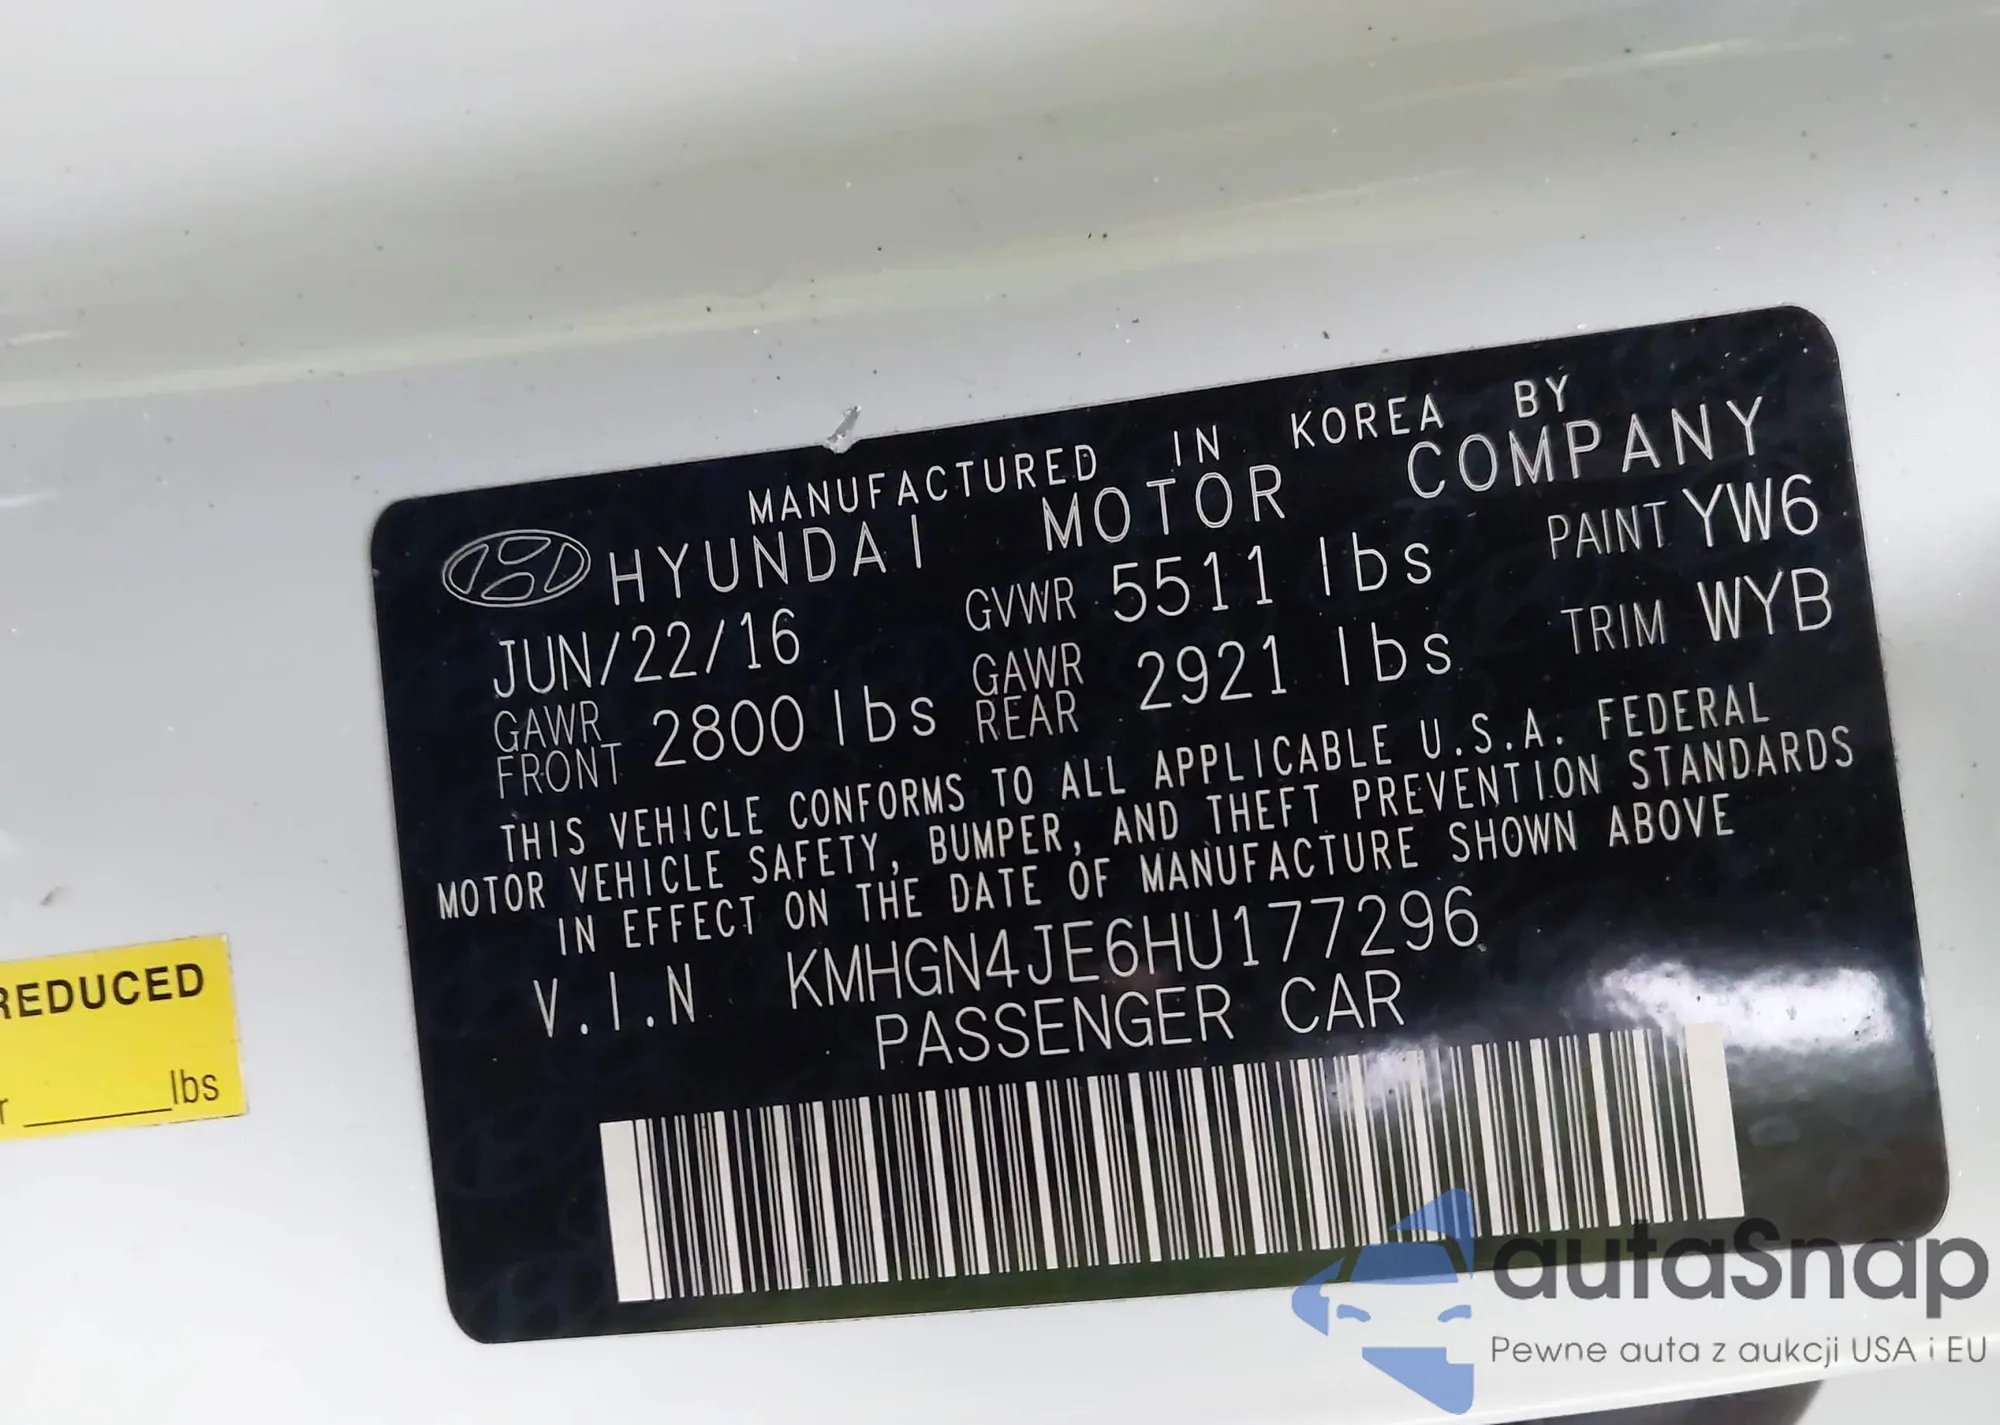 MANUFACTURED IN KOREA BY
HYUNDAI MOTOR COMPANY
JUN/22/16 GVWR 5511 lbs PAINT YW6
GAWR FRONT 2800 lbs GAWR REAR 2921 lbs TRIM WYB
THIS VEHICLE CONFORMS TO ALL APPLICABLE U.S.A. FEDERAL
MOTOR VEHICLE SAFETY, BUMPER, AND THEFT PREVENTION STANDARDS
IN EFFECT ON THE DATE OF MANUFACTURE SHOWN ABOVE
V.I.N KMHGN4JE6HU177296
PASSENGER CAR
REDUCED
r ______lbs
autaSnap
Pewne auta z aukcji USA i EU